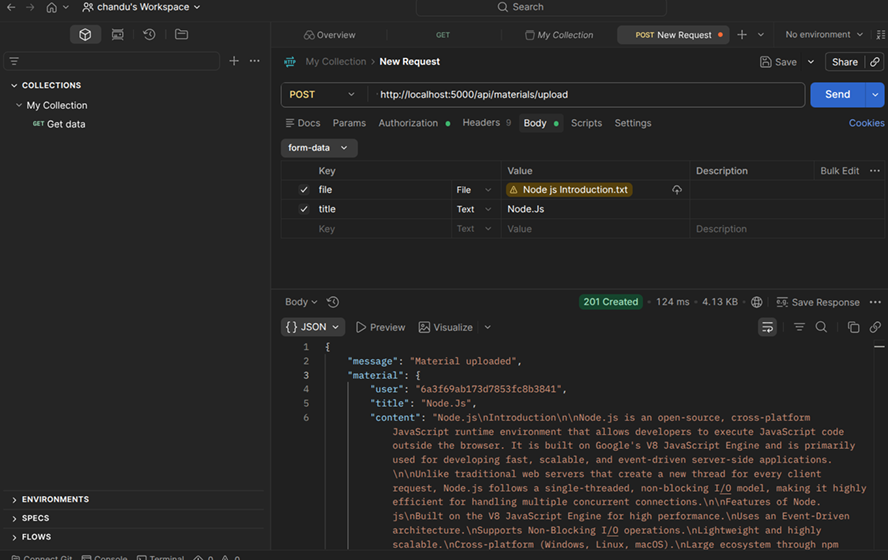 chandu's Workspace
Search
Overview
GET
My Collection
POST New Request
No environment
My Collection > New Request
Save
Share
HTTP
POST
http://localhost:5000/api/materials/upload
Send
Docs Params Authorization Headers 9 Body Scripts Settings
Cookies
form-data
Key Value Description Bulk Edit
file File Node js Introduction.txt
title Text Node.Js
Key Text Value Description
COLLECTIONS
My Collection
GET Get data
Body
201 Created • 124 ms • 4.13 KB
Save Response
{ } JSON Preview Visualize
1 {
2 "message": "Material uploaded",
3 "material": {
4 "user": "6a3f69ab173d7853fc8b3841",
5 "title": "Node.Js",
6 "content": "Node.js\nIntroduction\n\nNode.js is an open-source, cross-platform
JavaScript runtime environment that allows developers to execute JavaScript code
outside the browser. It is built on Google's V8 JavaScript Engine and is primarily
used for developing fast, scalable, and event-driven server-side applications.
\n\nUnlike traditional web servers that create a new thread for every client
request, Node.js follows a single-threaded, non-blocking I/O model, making it highly
efficient for handling multiple concurrent connections.\n\nFeatures of Node.
js\nBuilt on the V8 JavaScript Engine for high performance.\nUses an Event-Driven
architecture.\nSupports Non-Blocking I/O operations.\nLightweight and highly
scalable.\nCross-platform (Windows, Linux, macOS).\nLarge ecosystem through npm
ENVIRONMENTS
SPECS
FLOWS
Connect Git Console Terminal 0 0